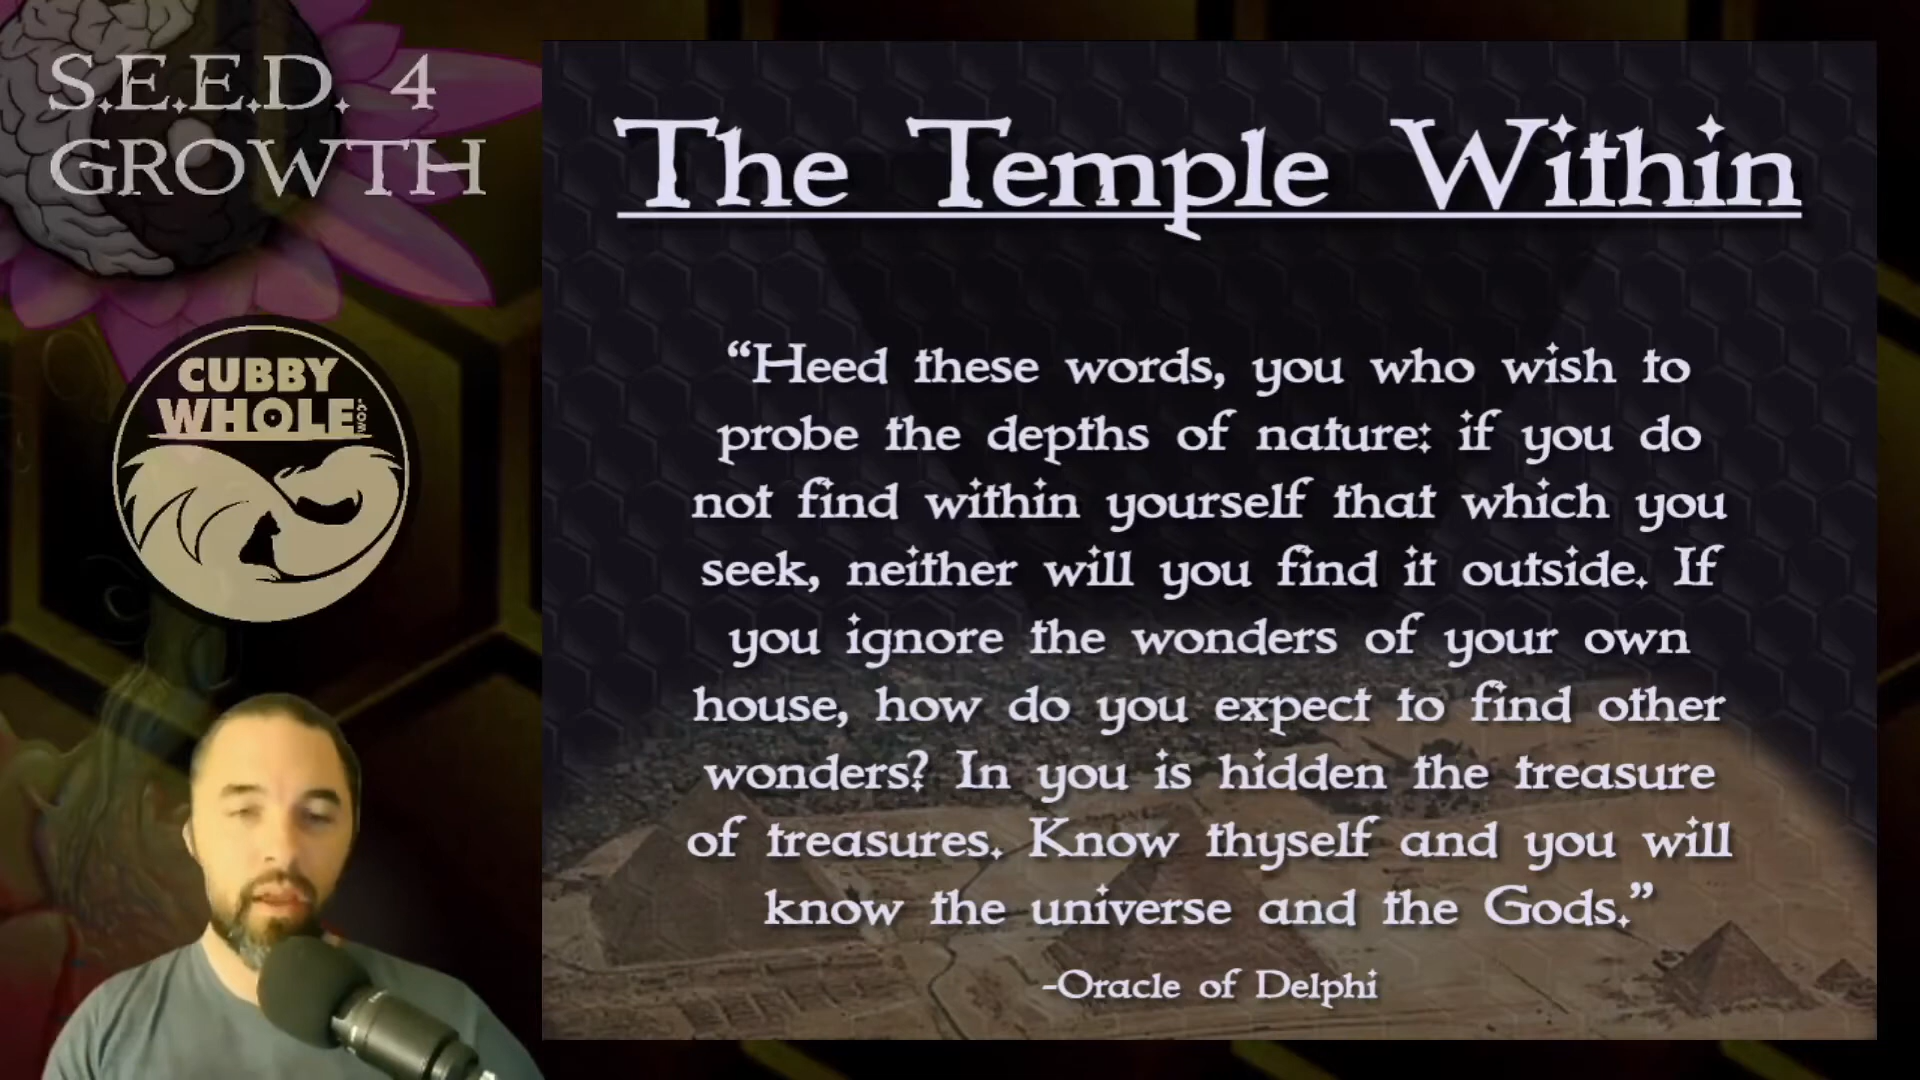 S.E.E.D. 4
GROWTH
CUBBY
WHOLE.COM
The Temple Within
“Heed these words, you who wish to
probe the depths of nature: if you do
not find within yourself that which you
seek, neither will you find it outside. If
you ignore the wonders of your own
house, how do you expect to find other
wonders? In you is hidden the treasure
of treasures. Know thyself and you will
know the universe and the Gods.”
-Oracle of Delphi